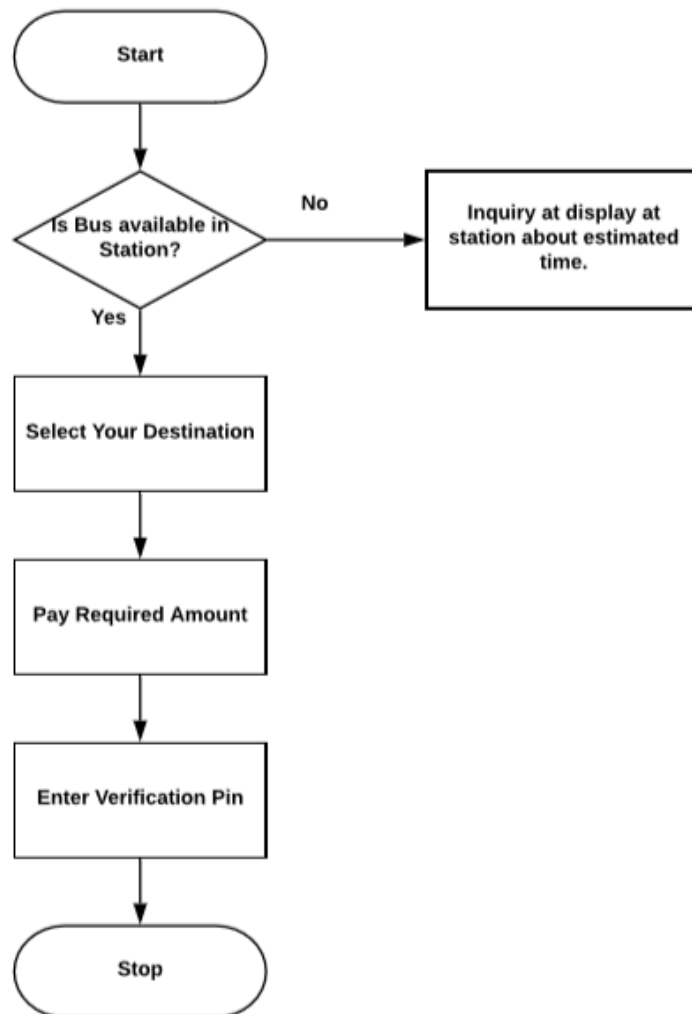 Start
Is Bus available in
Station?
No
Inquiry at display at
station about estimated
time.
Yes
Select Your Destination
Pay Required Amount
Enter Verification Pin
Stop